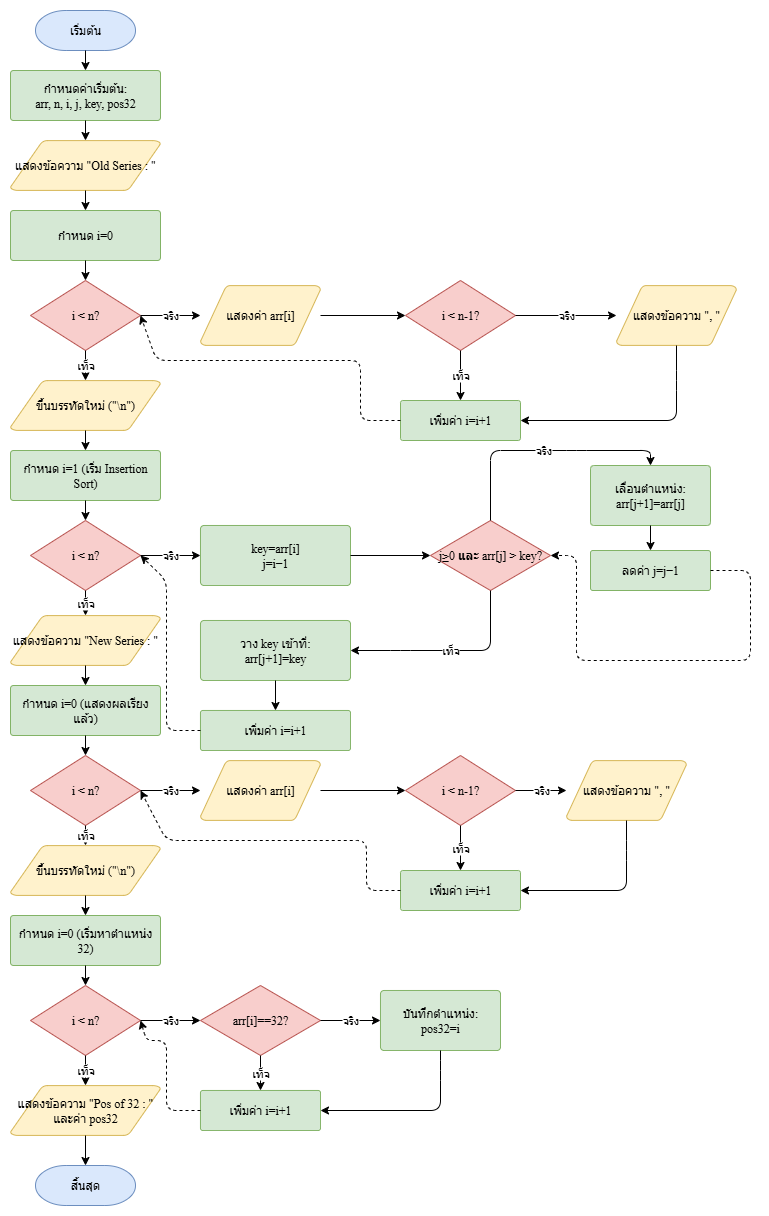 เริ่มต้น
กำหนดค่าเริ่มต้น:
arr, n, i, j, key, pos32
แสดงข้อความ "Old Series : "
กำหนด i=0
i < n?
จริง
แสดงค่า arr[i]
i < n-1?
จริง
แสดงข้อความ ", "
เท็จ
เท็จ
ขึ้นบรรทัดใหม่ ("\n")
เพิ่มค่า i=i+1
กำหนด i=1 (เริ่ม Insertion
Sort)
จริง
เลื่อนตำแหน่ง:
arr[j+1]=arr[j]
i < n?
จริง
key=arr[i]
j=i−1
j≥0 และ arr[j] > key?
ลดค่า j=j−1
เท็จ
แสดงข้อความ "New Series : "
วาง key เข้าที่:
arr[j+1]=key
เท็จ
กำหนด i=0 (แสดงผลเรียง
แล้ว)
เพิ่มค่า i=i+1
i < n?
จริง
แสดงค่า arr[i]
i < n-1?
จริง
แสดงข้อความ ", "
เท็จ
เท็จ
ขึ้นบรรทัดใหม่ ("\n")
เพิ่มค่า i=i+1
กำหนด i=0 (เริ่มหาตำแหน่ง
32)
i < n?
จริง
arr[i]==32?
จริง
บันทึกตำแหน่ง:
pos32=i
เท็จ
เท็จ
แสดงข้อความ "Pos of 32 : "
และค่า pos32
เพิ่มค่า i=i+1
สิ้นสุด